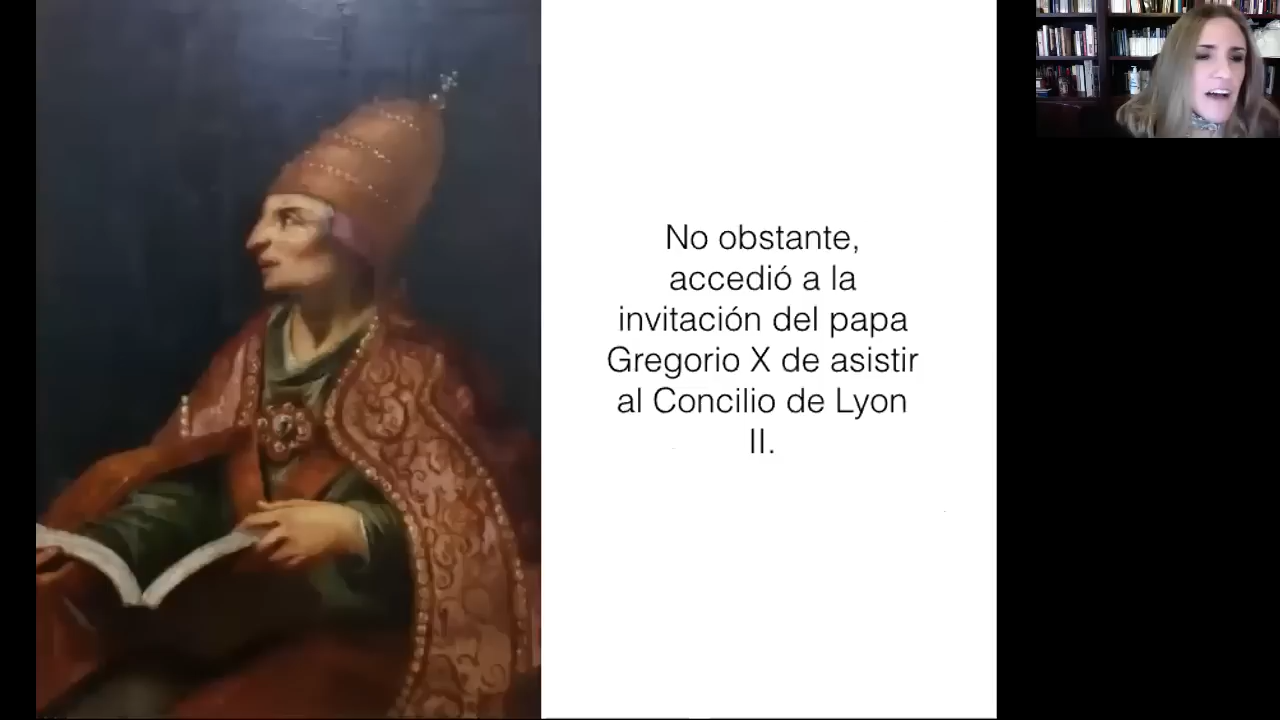 No obstante,
accedió a la
invitación del papa
Gregorio X de asistir
al Concilio de Lyon
II.